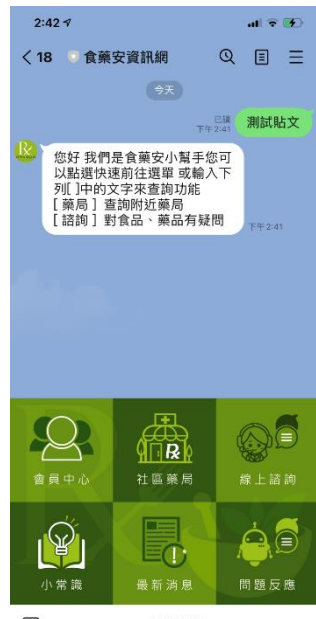 2:42
18 食藥安資訊網
今天
已讀
下午2:41
測試貼文
您好 我們是食藥安小幫手您可
以點選快速前往選單 或輸入下
列[ ]中的文字來查詢功能
[ 藥局 ] 查詢附近藥局
[ 諮詢 ] 對食品、藥品有疑問
下午2:41
會員中心
社區藥局
線上諮詢
小常識
最新消息
問題反應